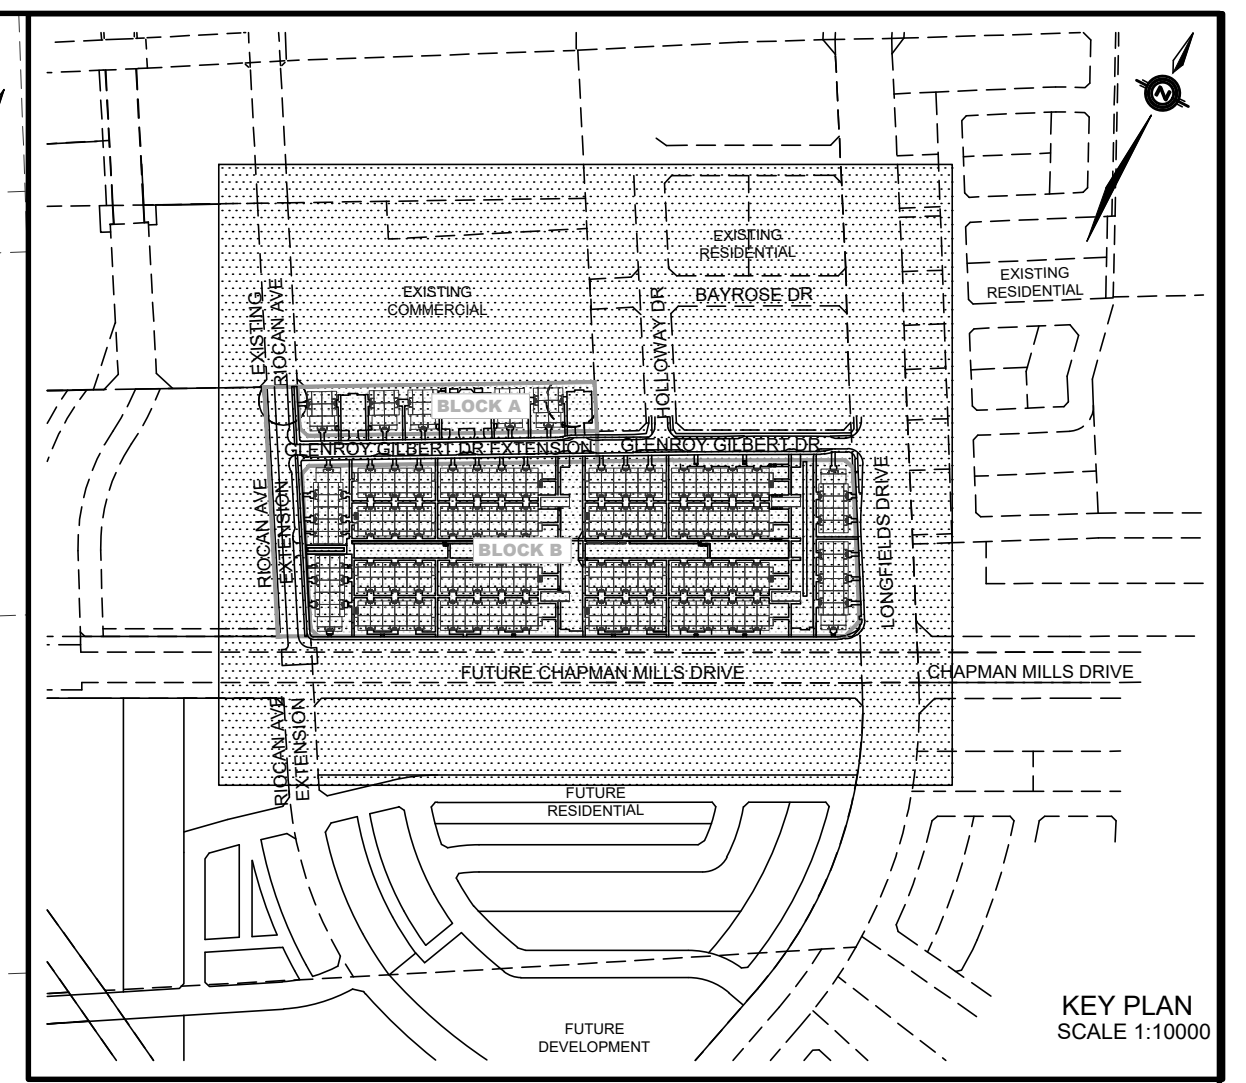 N
EXISTING
RESIDENTIAL
EXISTING
RESIDENTIAL
EXISTING
COMMERCIAL
BAYROSE DR
EXISTING
RIOCAN AVE
HOLLOWAY DR
BLOCK A
GLENROY GILBERT DR EXTENSION
GLENROY GILBERT DR
RIOCAN AVE
EXTENSION
BLOCK B
LONGFIELDS DRIVE
FUTURE CHAPMAN MILLS DRIVE
CHAPMAN MILLS DRIVE
RIOCAN AVE
EXTENSION
FUTURE
RESIDENTIAL
FUTURE
DEVELOPMENT
KEY PLAN
SCALE 1:10000